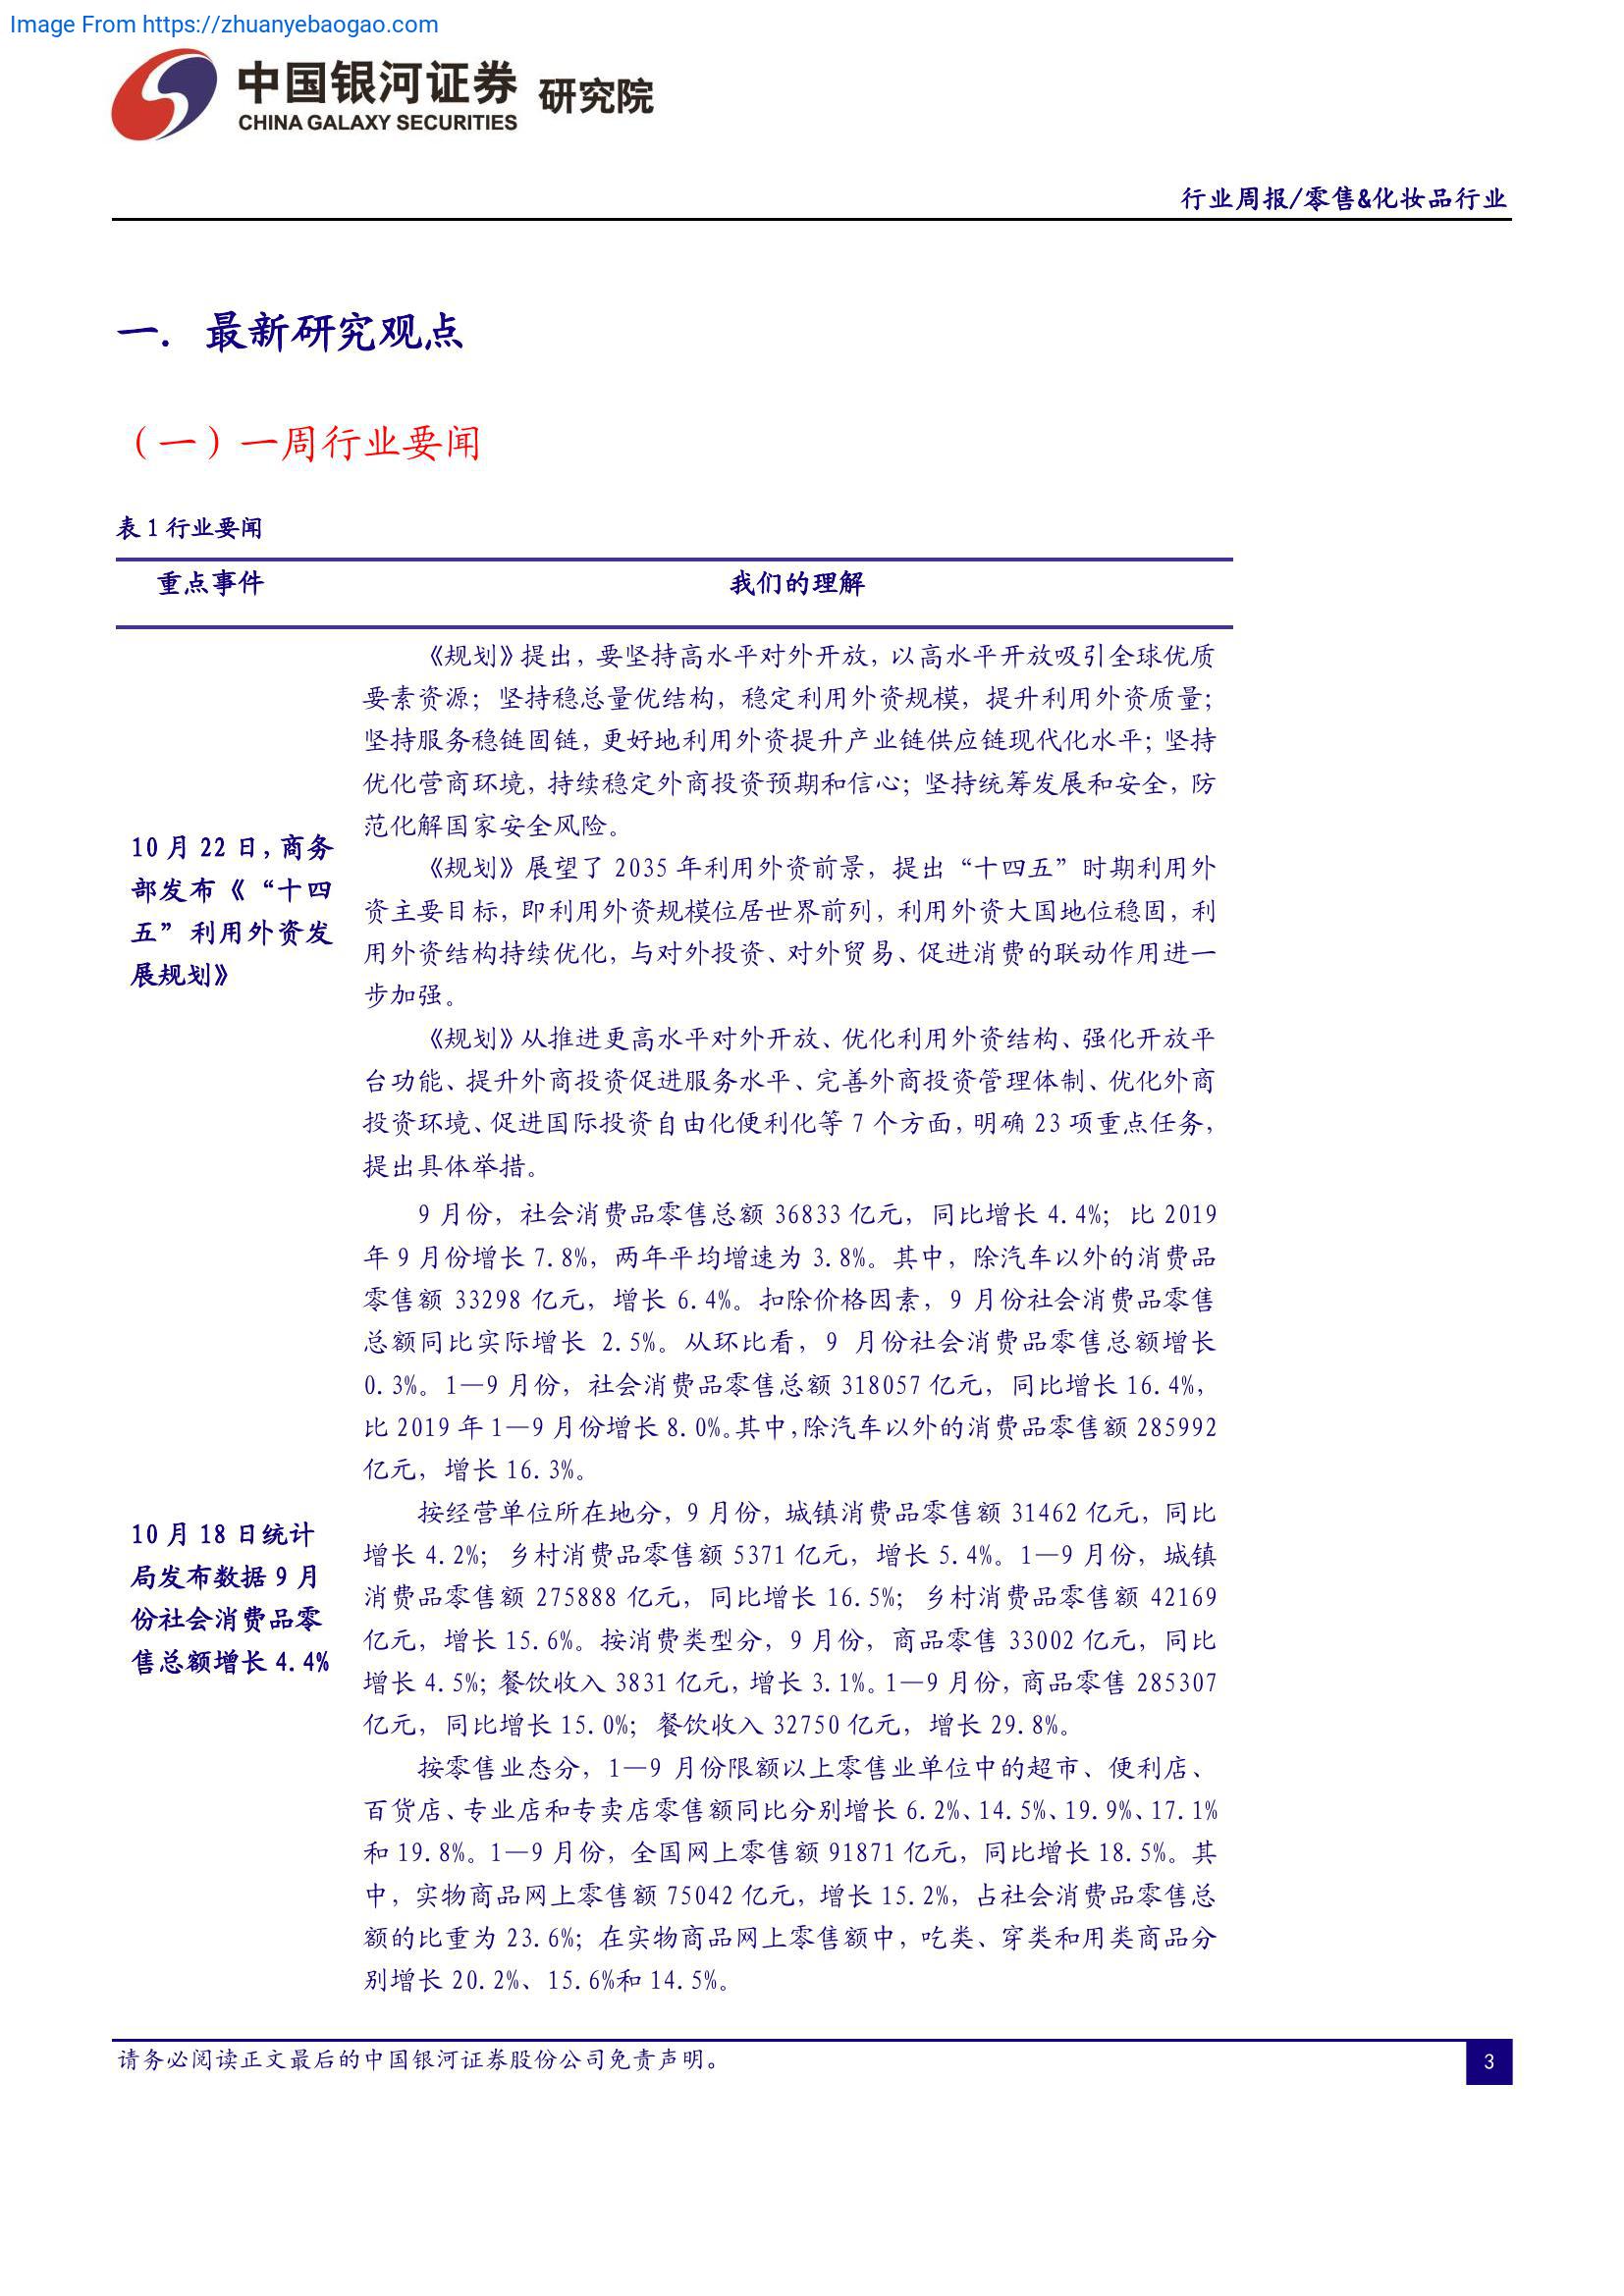 Image From https://zhuanyebaogao.com
中国银河证券 研究院
CHINA GALAXY SECURITIES
行业周报/零售&化妆品行业
一. 最新研究观点
（一）一周行业要闻
表 1 行业要闻
重点事件 我们的理解
10 月 22 日，商务
部发布《“十四
五”利用外资发
展规划》
《规划》提出，要坚持高水平对外开放，以高水平开放吸引全球优质
要素资源；坚持稳总量优结构，稳定利用外资规模，提升利用外资质量；
坚持服务稳链固链，更好地利用外资提升产业链供应链现代化水平；坚持
优化营商环境，持续稳定外商投资预期和信心；坚持统筹发展和安全，防
范化解国家安全风险。
《规划》展望了 2035 年利用外资前景，提出“十四五”时期利用外
资主要目标，即利用外资规模位居世界前列，利用外资大国地位稳固，利
用外资结构持续优化，与对外投资、对外贸易、促进消费的联动作用进一
步加强。
《规划》从推进更高水平对外开放、优化利用外资结构、强化开放平
台功能、提升外商投资促进服务水平、完善外商投资管理体制、优化外商
投资环境、促进国际投资自由化便利化等 7 个方面，明确 23 项重点任务，
提出具体举措。
10 月 18 日统计
局发布数据 9 月
份社会消费品零
售总额增长 4.4%
9 月份，社会消费品零售总额 36833 亿元，同比增长 4.4%；比 2019
年 9 月份增长 7.8%，两年平均增速为 3.8%。其中，除汽车以外的消费品
零售额 33298 亿元，增长 6.4%。扣除价格因素，9 月份社会消费品零售
总额同比实际增长 2.5%。从环比看，9 月份社会消费品零售总额增长
0.3%。1—9 月份，社会消费品零售总额 318057 亿元，同比增长 16.4%，
比 2019 年 1—9 月份增长 8.0%。其中，除汽车以外的消费品零售额 285992
亿元，增长 16.3%。
按经营单位所在地分，9 月份，城镇消费品零售额 31462 亿元，同比
增长 4.2%；乡村消费品零售额 5371 亿元，增长 5.4%。1—9 月份，城镇
消费品零售额 275888 亿元，同比增长 16.5%；乡村消费品零售额 42169
亿元，增长 15.6%。按消费类型分，9 月份，商品零售 33002 亿元，同比
增长 4.5%；餐饮收入 3831 亿元，增长 3.1%。1—9 月份，商品零售 285307
亿元，同比增长 15.0%；餐饮收入 32750 亿元，增长 29.8%。
按零售业态分，1—9 月份限额以上零售业单位中的超市、便利店、
百货店、专业店和专卖店零售额同比分别增长 6.2%、14.5%、19.9%、17.1%
和 19.8%。1—9 月份，全国网上零售额 91871 亿元，同比增长 18.5%。其
中，实物商品网上零售额 75042 亿元，增长 15.2%，占社会消费品零售总
额的比重为 23.6%；在实物商品网上零售额中，吃类、穿类和用类商品分
别增长 20.2%、15.6%和 14.5%。
请务必阅读正文最后的中国银河证券股份公司免责声明。
3